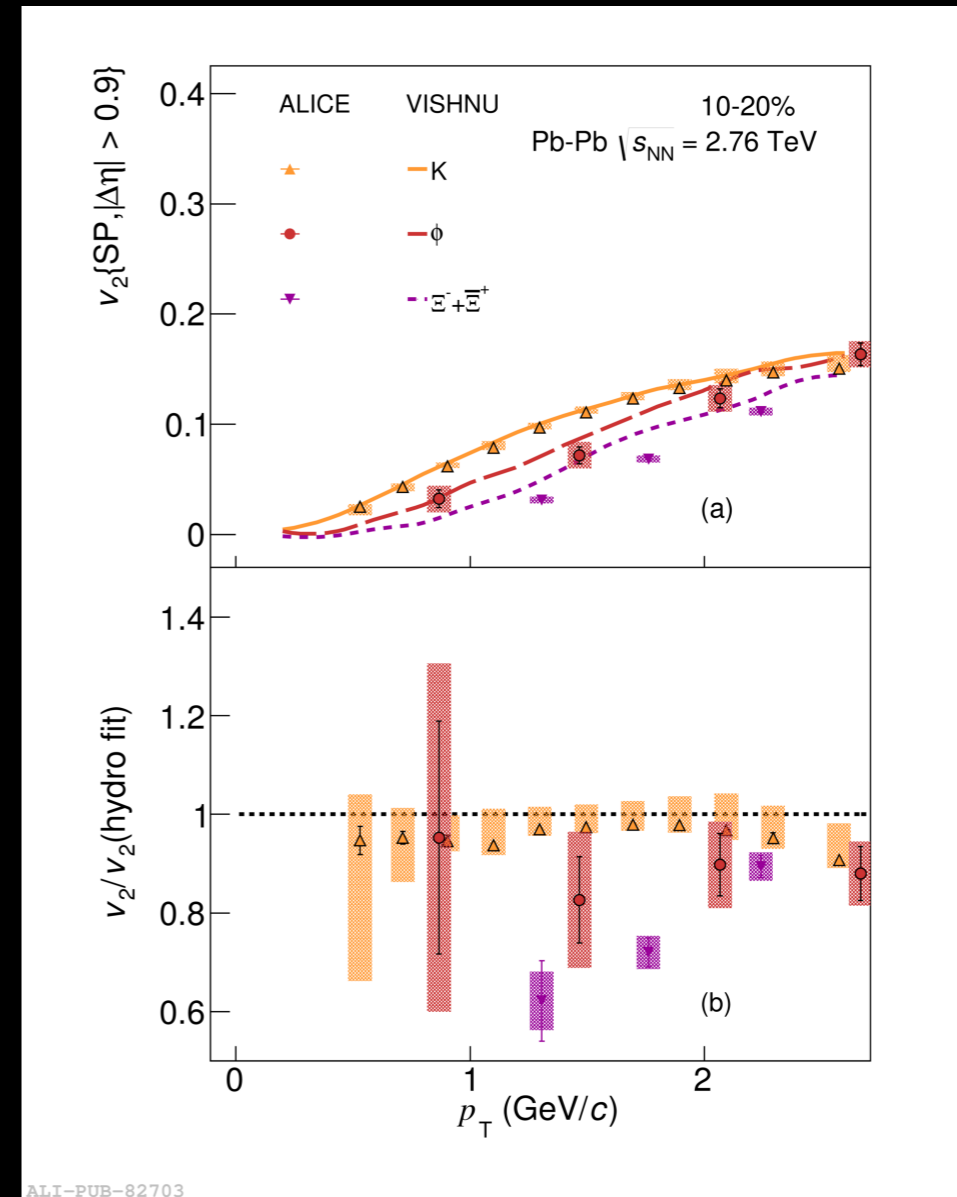 v₂{SP,|Δη| > 0.9}
0.4
0.3
0.2
0.1
0
ALICE VISHNU
K
ϕ
Ξ⁻+Ξ̅⁺
10-20%
Pb-Pb √s_NN = 2.76 TeV
(a)
v₂/v₂(hydro fit)
1.4
1.2
1
0.8
0.6
(b)
0 1 2
p_T (GeV/c)
ALI-PUB-82703